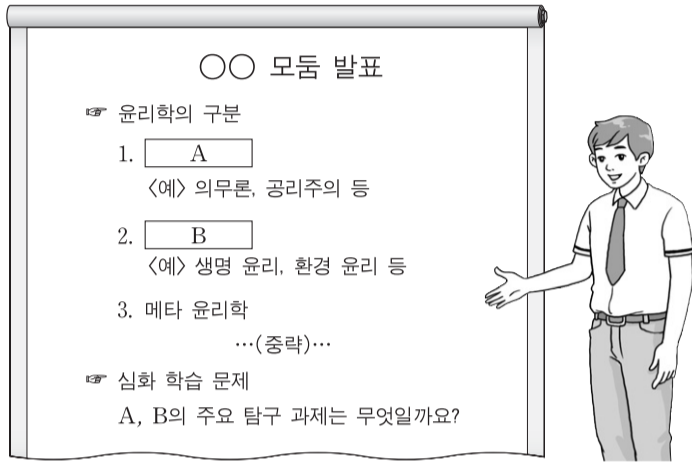 ○○ 모둠 발표
☞ 윤리학의 구분
1. A
〈예〉 의무론, 공리주의 등
2. B
〈예〉 생명 윤리, 환경 윤리 등
3. 메타 윤리학
…(중략)…
☞ 심화 학습 문제
A, B의 주요 탐구 과제는 무엇일까요?